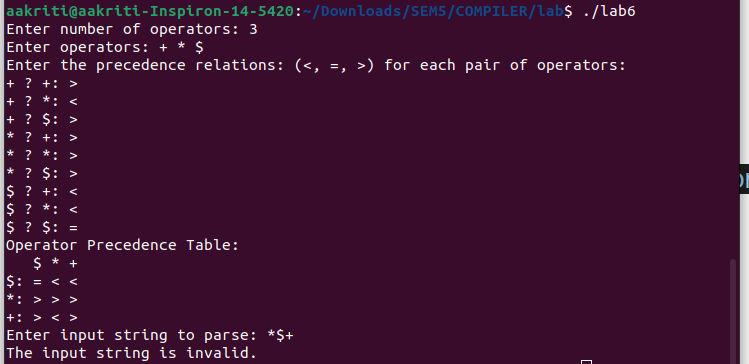 aakriti@aakriti-Inspiron-14-5420:~/Downloads/SEM5/COMPILER/lab$ ./lab6
Enter number of operators: 3
Enter operators: + * $
Enter the precedence relations: (<, =, >) for each pair of operators:
+ ? +: >
+ ? *: <
+ ? $: >
* ? +: >
* ? *: >
* ? $: >
$ ? +: <
$ ? *: <
$ ? $: =
Operator Precedence Table:
   $ * +
$: = < <
*: > > >
+: > < >
Enter input string to parse: *$+
The input string is invalid.